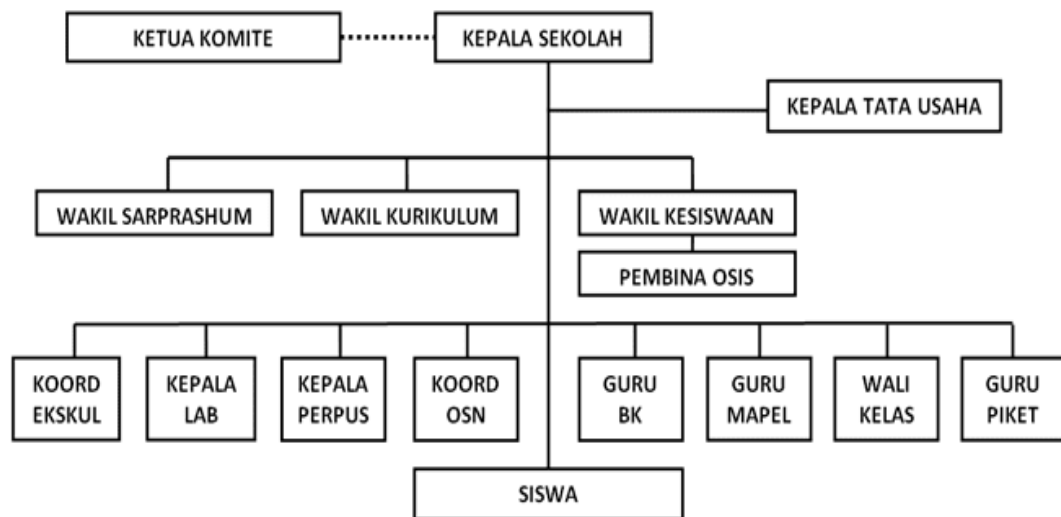 KETUA KOMITE
KEPALA SEKOLAH
KEPALA TATA USAHA
WAKIL SARPRASHUM
WAKIL KURIKULUM
WAKIL KESISWAAN
PEMBINA OSIS
KOORD
EKSKUL
KEPALA
LAB
KEPALA
PERPUS
KOORD
OSN
GURU
BK
GURU
MAPEL
WALI
KELAS
GURU
PIKET
SISWA